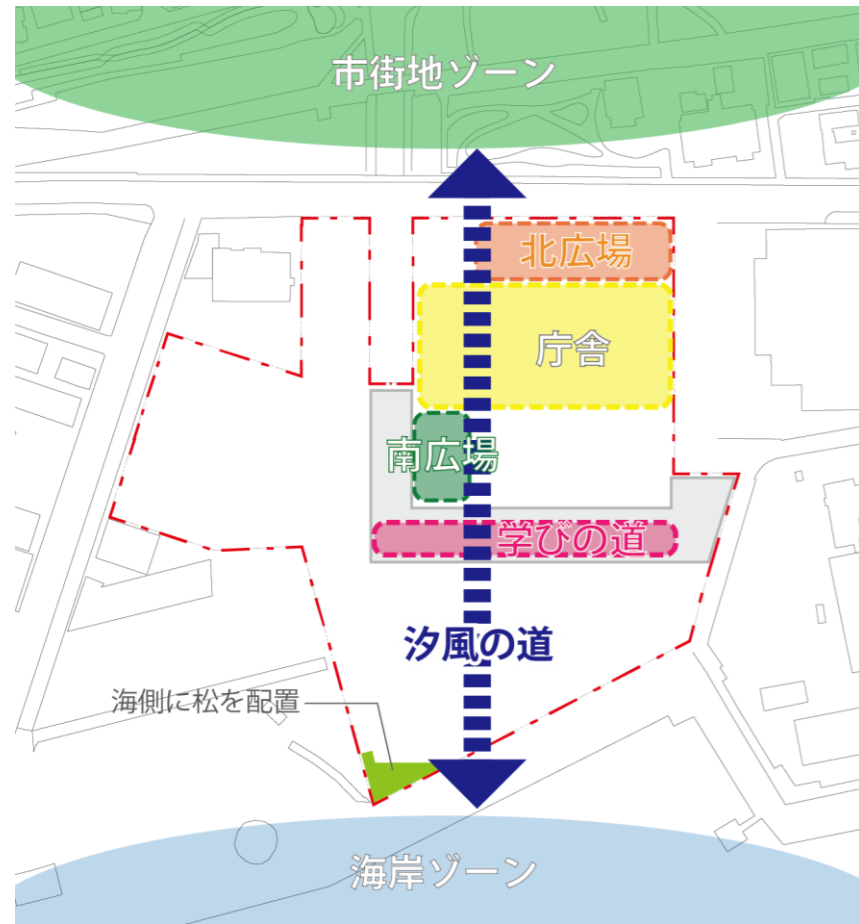 市街地ゾーン
北広場
庁舎
南広場
学びの道
汐風の道
海側に松を配置
海岸ゾーン